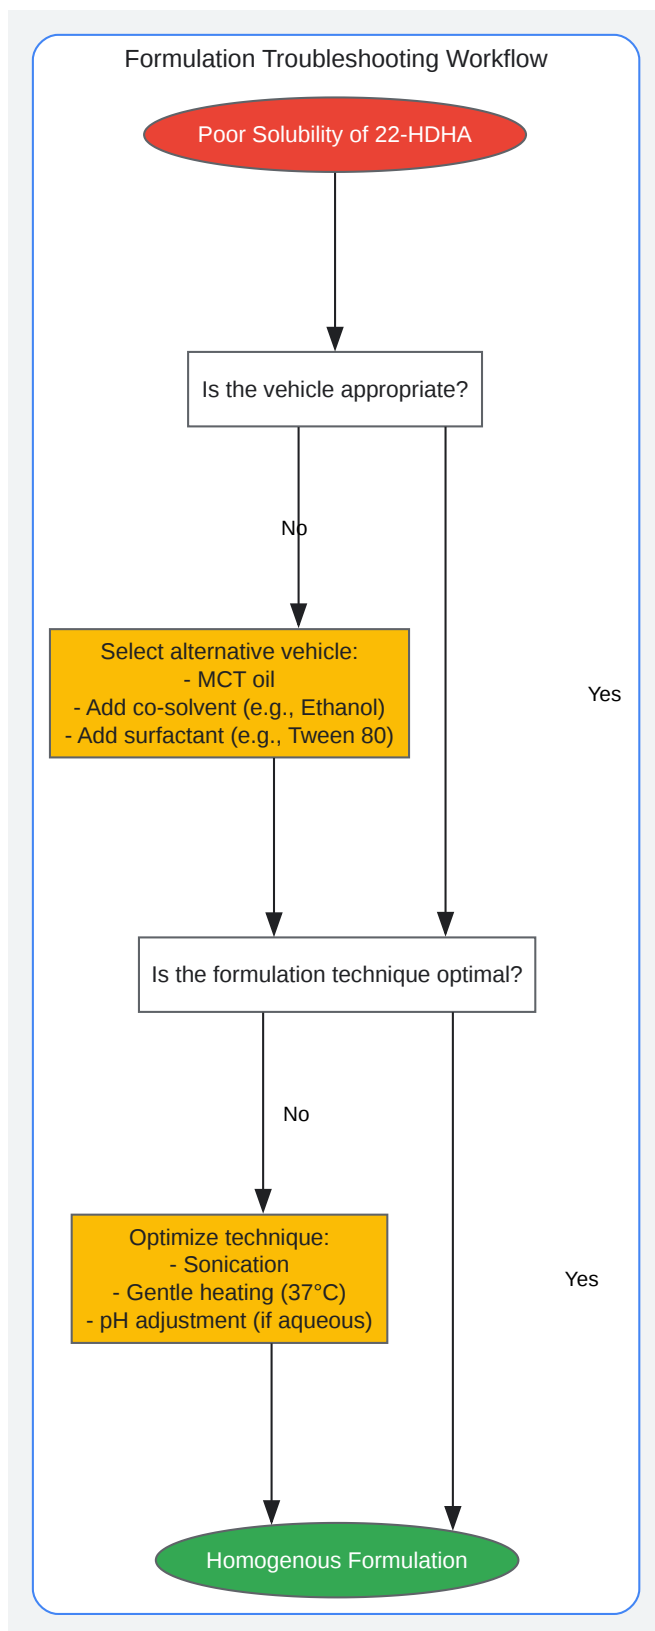 Formulation Troubleshooting Workflow
Poor Solubility of 22-HDHA
Is the vehicle appropriate?
No
Select alternative vehicle:
- MCT oil
- Add co-solvent (e.g., Ethanol)
- Add surfactant (e.g., Tween 80)
Yes
Is the formulation technique optimal?
No
Optimize technique:
- Sonication
- Gentle heating (37°C)
- pH adjustment (if aqueous)
Yes
Homogenous Formulation